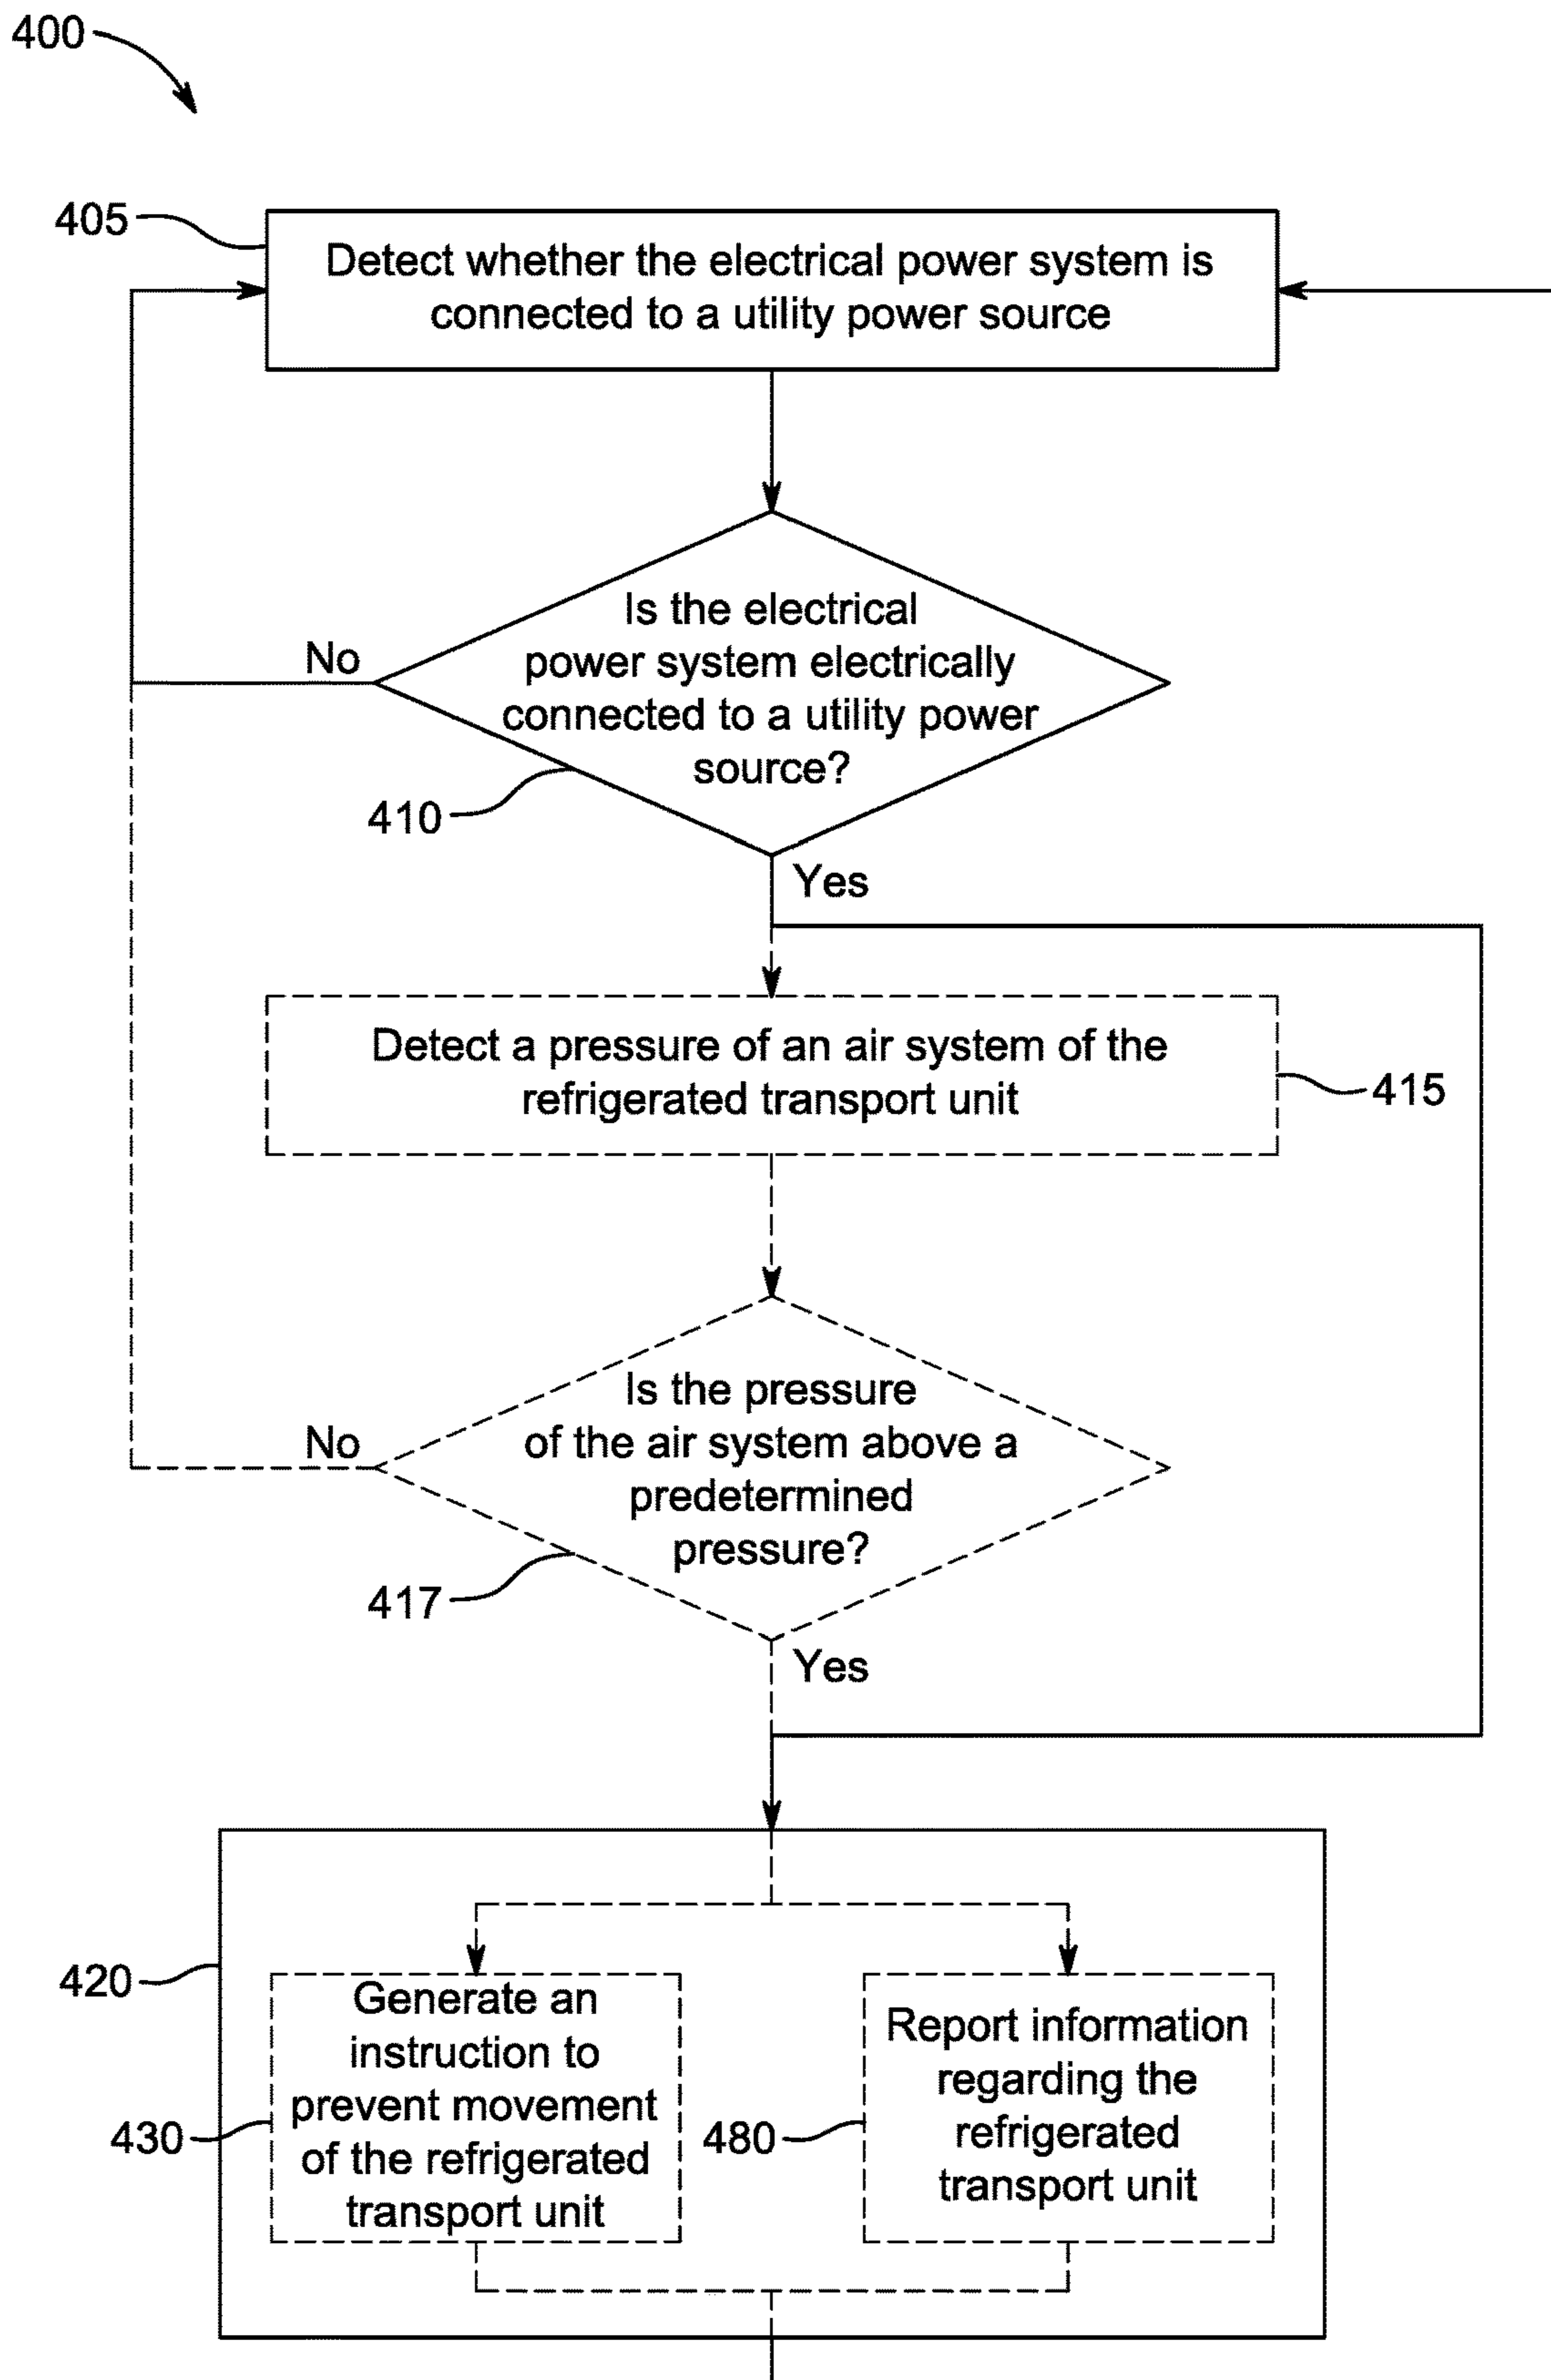 400
405
Detect whether the electrical power system is
connected to a utility power source
Is the electrical
power system electrically
connected to a utility power
source?
No
410
Yes
Detect a pressure of an air system of the
refrigerated transport unit
415
Is the pressure
of the air system above a
predetermined
pressure?
No
417
Yes
420
Generate an
instruction to
prevent movement
of the refrigerated
transport unit
430
Report information
regarding the
refrigerated
transport unit
480